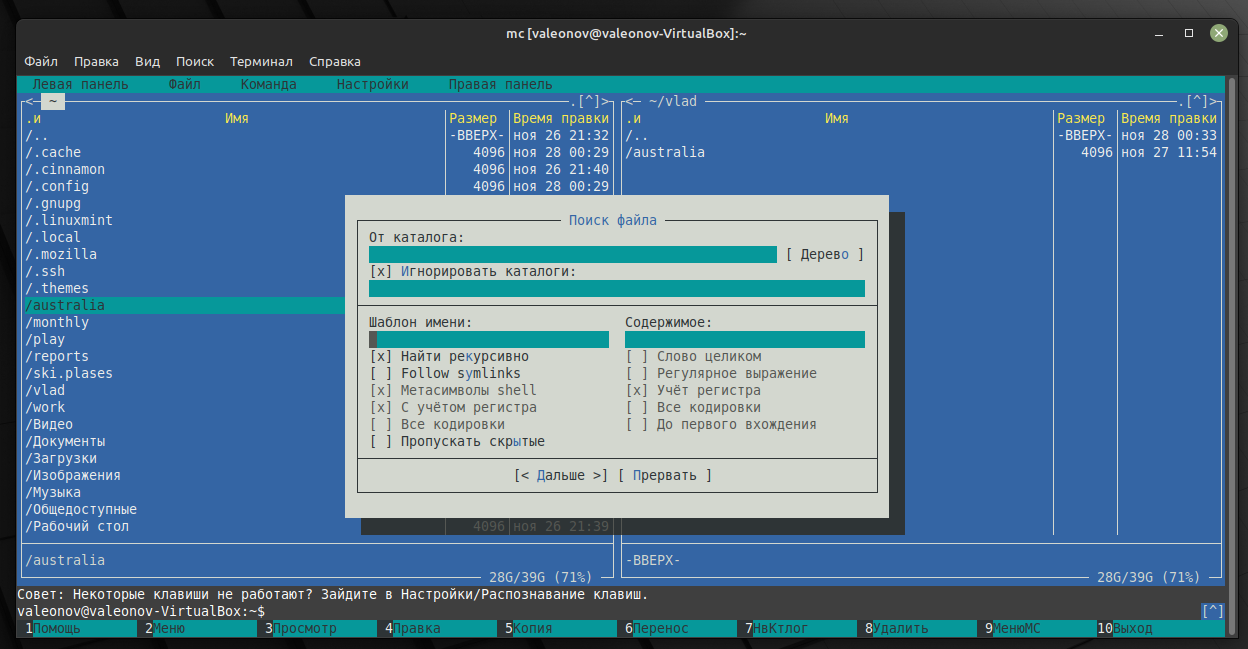 mc [valeonov@valeonov-VirtualBox]:~
Файл Правка Вид Поиск Терминал Справка
Левая панель Файл Команда Настройки Правая панель
<─ ~ ─.[^]> <─ ~/vlad ─.[^]>
.и Имя Размер Время правки .и Имя Размер Время правки
/.. -ВВЕРХ- ноя 26 21:32 /.. -ВВЕРХ- ноя 28 00:33
/.cache 4096 ноя 28 00:29 /australia 4096 ноя 27 11:54
/.cinnamon 4096 ноя 26 21:40
/.config 4096 ноя 28 00:29
/.gnupg
/.linuxmint
/.local
/.mozilla
/.ssh
/.themes
/australia
/monthly
/play
/reports
/ski.plases
/vlad
/work
/Видео
/Документы
/Загрузки
/Изображения
/Музыка
/Общедоступные
/Рабочий стол 4096 ноя 26 21:39
Поиск файла
От каталога:
[ Дерево ]
[x] Игнорировать каталоги:
Шаблон имени: Содержимое:
[x] Найти рекурсивно [ ] Слово целиком
[ ] Follow symlinks [ ] Регулярное выражение
[x] Метасимволы shell [x] Учёт регистра
[x] С учётом регистра [ ] Все кодировки
[ ] Все кодировки [ ] До первого вхождения
[ ] Пропускать скрытые
[< Дальше >] [ Прервать ]
/australia -ВВЕРХ-
28G/39G (71%) 28G/39G (71%)
Совет: Некоторые клавиши не работают? Зайдите в Настройки/Распознавание клавиш.
valeonov@valeonov-VirtualBox:~$ [^]
1Помощь 2Меню 3Просмотр 4Правка 5Копия 6Перенос 7НвКтлог 8Удалить 9МенюMC 10Выход